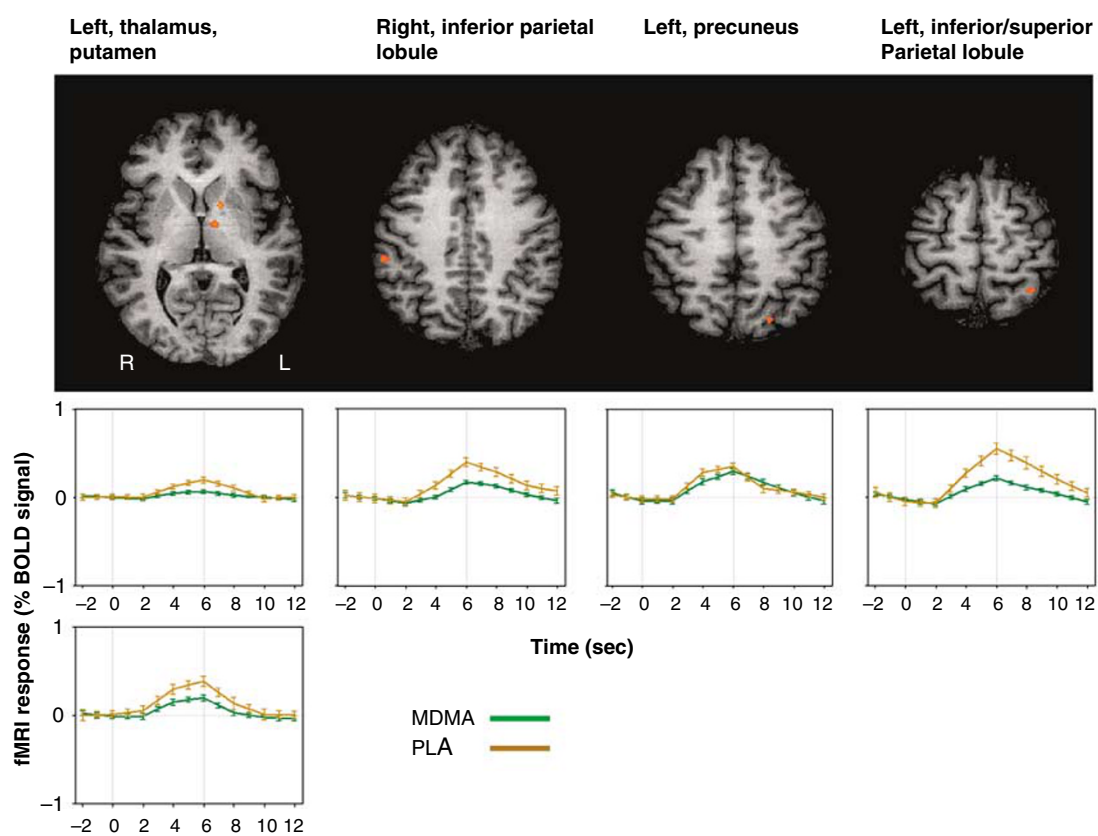 Left, thalamus,
putamen
Right, inferior parietal
lobule
Left, precuneus
Left, inferior/superior
Parietal lobule
R
L
fMRI response (% BOLD signal)
1
0
−1
−2 0 2 4 6 8 10 12
−2 0 2 4 6 8 10 12
−2 0 2 4 6 8 10 12
−2 0 2 4 6 8 10 12
Time (sec)
1
0
−1
−2 0 2 4 6 8 10 12
MDMA
PLA